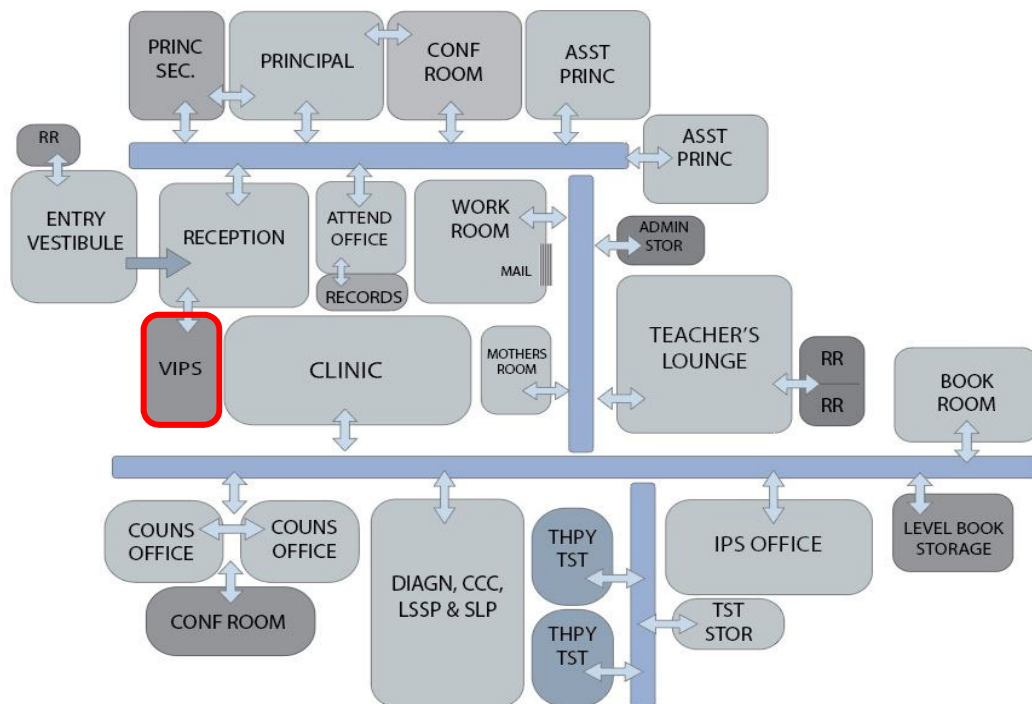 PRINC
SEC.
PRINCIPAL
CONF
ROOM
ASST
PRINC
ASST
PRINC
RR
ENTRY
VESTIBULE
RECEPTION
ATTEND
OFFICE
RECORDS
WORK
ROOM
MAIL
ADMIN
STOR
VIPS
CLINIC
MOTHERS
ROOM
TEACHER'S
LOUNGE
RR
RR
BOOK
ROOM
COUNS
OFFICE
COUNS
OFFICE
CONF ROOM
DIAGN, CCC,
LSSP & SLP
THPY
TST
THPY
TST
IPS OFFICE
TST
STOR
LEVEL BOOK
STORAGE